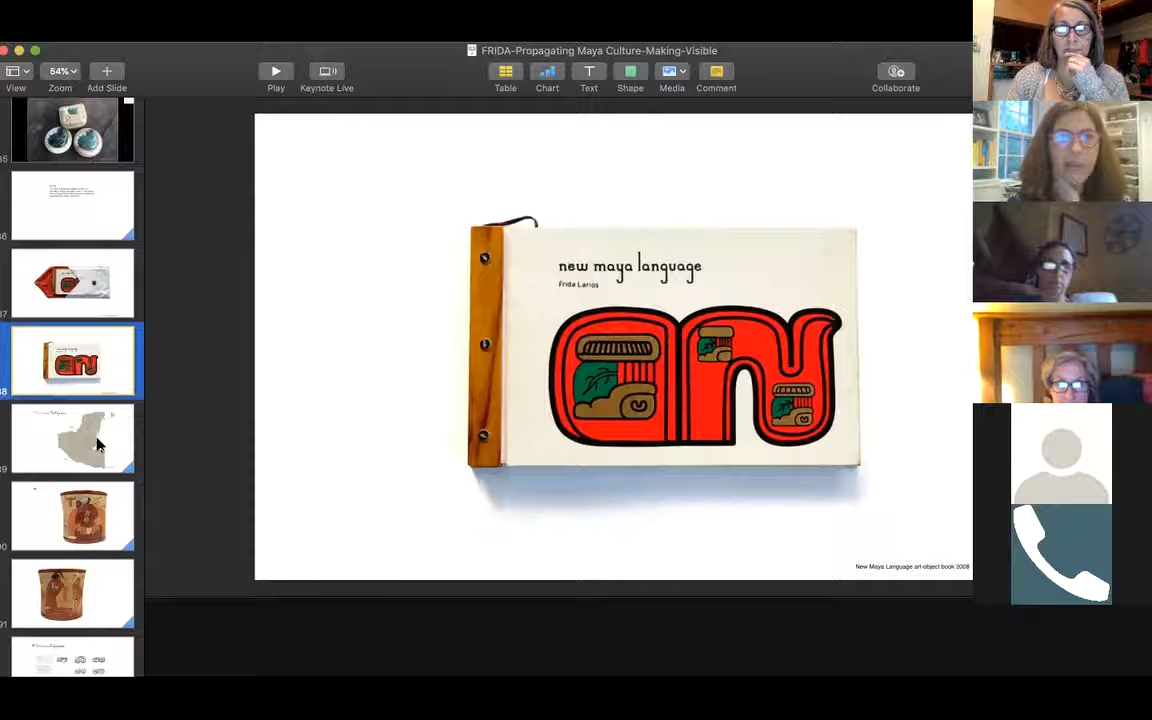 FRIDA-Propagating Maya Culture-Making-Visible
54%
View
Zoom
Add Slide
Play
Keynote Live
Table
Chart
Text
Shape
Media
Comment
Collaborate
new maya language
Frida Larios
New Maya Language art-object book 2008